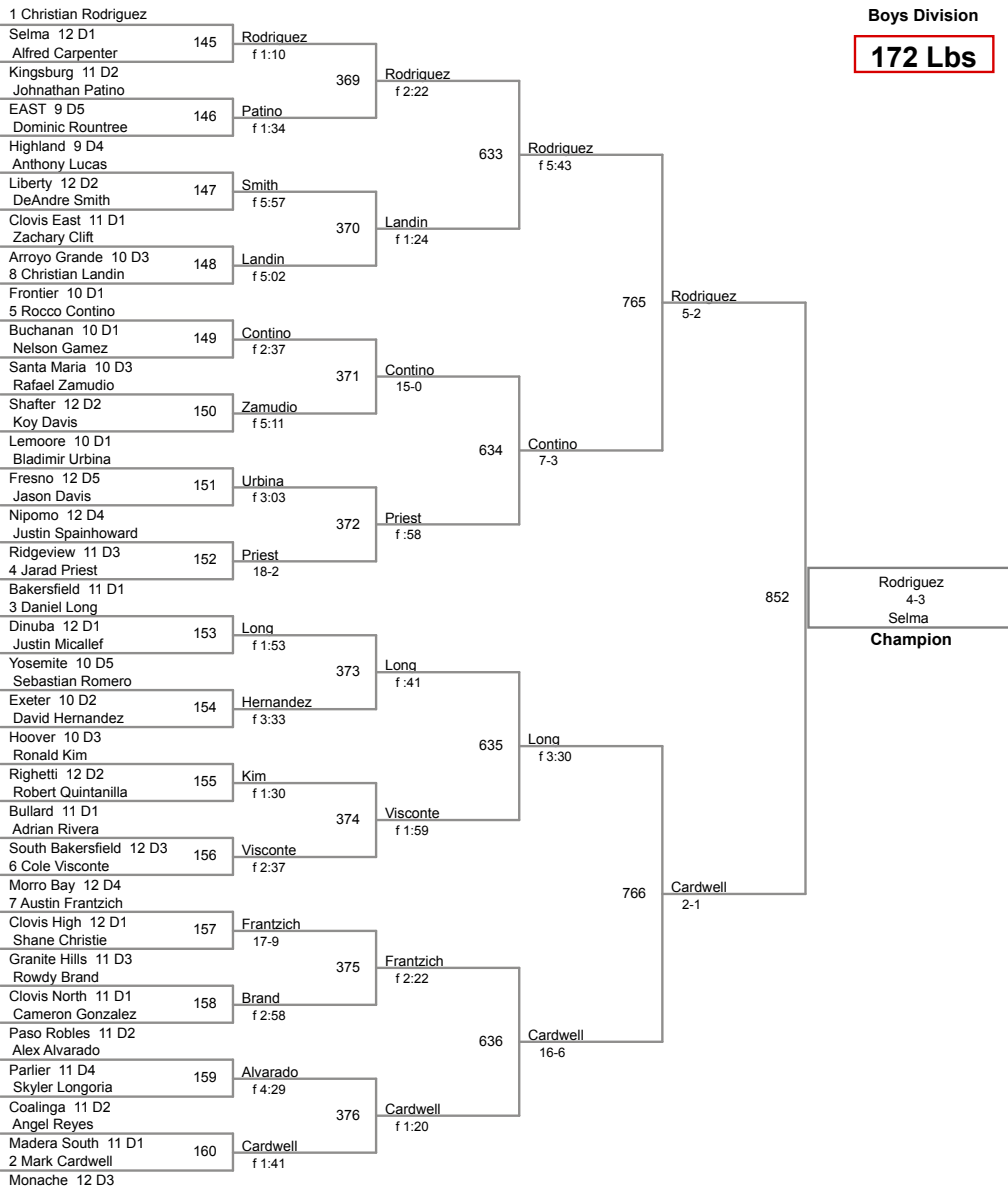 1 Christian Rodriguez
Selma 12 D1
Alfred Carpenter
Kingsburg 11 D2
Johnathan Patino
EAST 9 D5
Dominic Rountree
Highland 9 D4
Anthony Lucas
Liberty 12 D2
DeAndre Smith
Clovis East 11 D1
Zachary Clift
Arroyo Grande 10 D3
8 Christian Landin
Frontier 10 D1
5 Rocco Contino
Buchanan 10 D1
Nelson Gamez
Santa Maria 10 D3
Rafael Zamudio
Shafter 12 D2
Koy Davis
Lemoore 10 D1
Bladimir Urbina
Fresno 12 D5
Jason Davis
Nipomo 12 D4
Justin Spainhoward
Ridgeview 11 D3
4 Jarad Priest
Bakersfield 11 D1
3 Daniel Long
Dinuba 12 D1
Justin Micallef
Yosemite 10 D5
Sebastian Romero
Exeter 10 D2
David Hernandez
Hoover 10 D3
Ronald Kim
Righetti 12 D2
Robert Quintanilla
Bullard 11 D1
Adrian Rivera
South Bakersfield 12 D3
6 Cole Visconte
Morro Bay 12 D4
7 Austin Frantzich
Clovis High 12 D1
Shane Christie
Granite Hills 11 D3
Rowdy Brand
Clovis North 11 D1
Cameron Gonzalez
Paso Robles 11 D2
Alex Alvarado
Parlier 11 D4
Skyler Longoria
Coalinga 11 D2
Angel Reyes
Madera South 11 D1
2 Mark Cardwell
Monache 12 D3
145
146
147
148
149
150
151
152
153
154
155
156
157
158
159
160
Rodriguez
f 1:10
Patino
f 1:34
Smith
f 5:57
Landin
f 5:02
Contino
f 2:37
Zamudio
f 5:11
Urbina
f 3:03
Priest
18-2
Long
f 1:53
Hernandez
f 3:33
Kim
f 1:30
Visconte
f 2:37
Frantzich
17-9
Brand
f 2:58
Alvarado
f 4:29
Cardwell
f 1:41
369
370
371
372
373
374
375
376
Rodriguez
f 2:22
Landin
f 1:24
Contino
15-0
Priest
f :58
Long
f :41
Visconte
f 1:59
Frantzich
f 2:22
Cardwell
f 1:20
633
634
635
636
Rodriguez
f 5:43
Contino
7-3
Long
f 3:30
Cardwell
16-6
765
766
Rodriguez
5-2
Cardwell
2-1
852
Boys Division
172 Lbs
Rodriguez
4-3
Selma
Champion